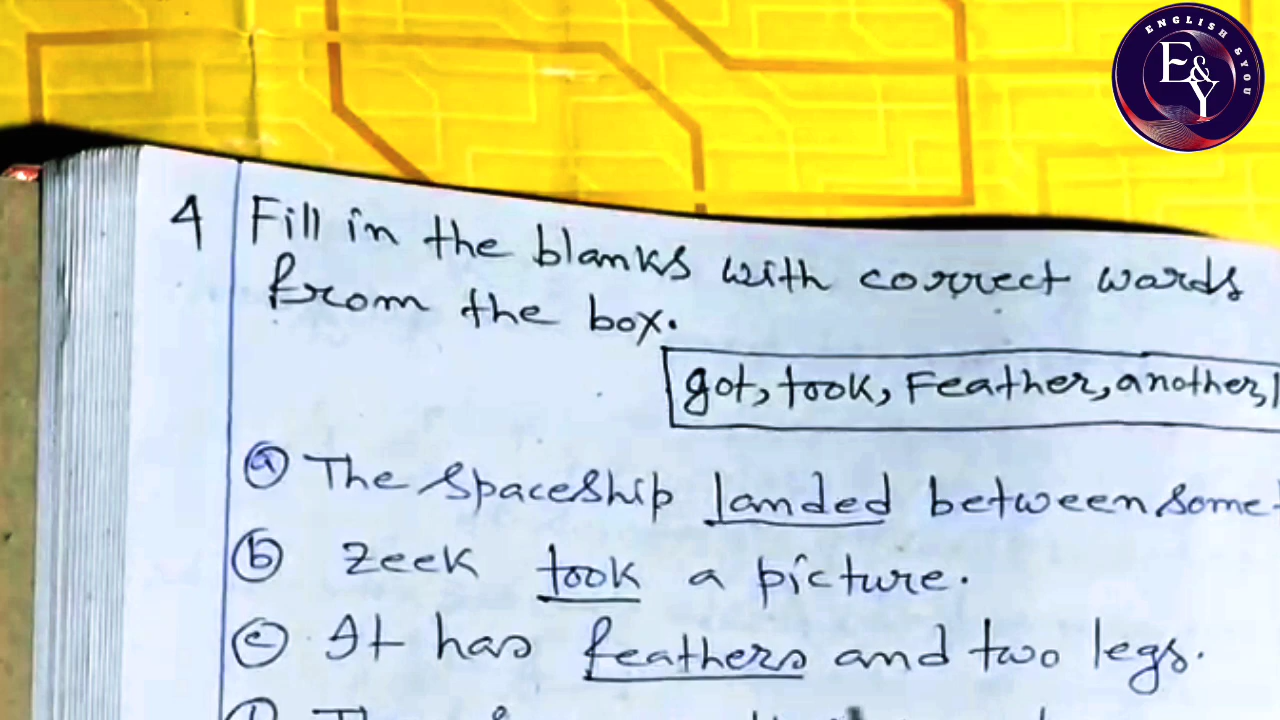 ENGLISH & YOU
E&Y
4 Fill in the blanks with correct words
from the box.
got, took, Feather, another,
(a) The spaceship landed between some
(b) Zeek took a picture.
(c) It has feathers and two legs.